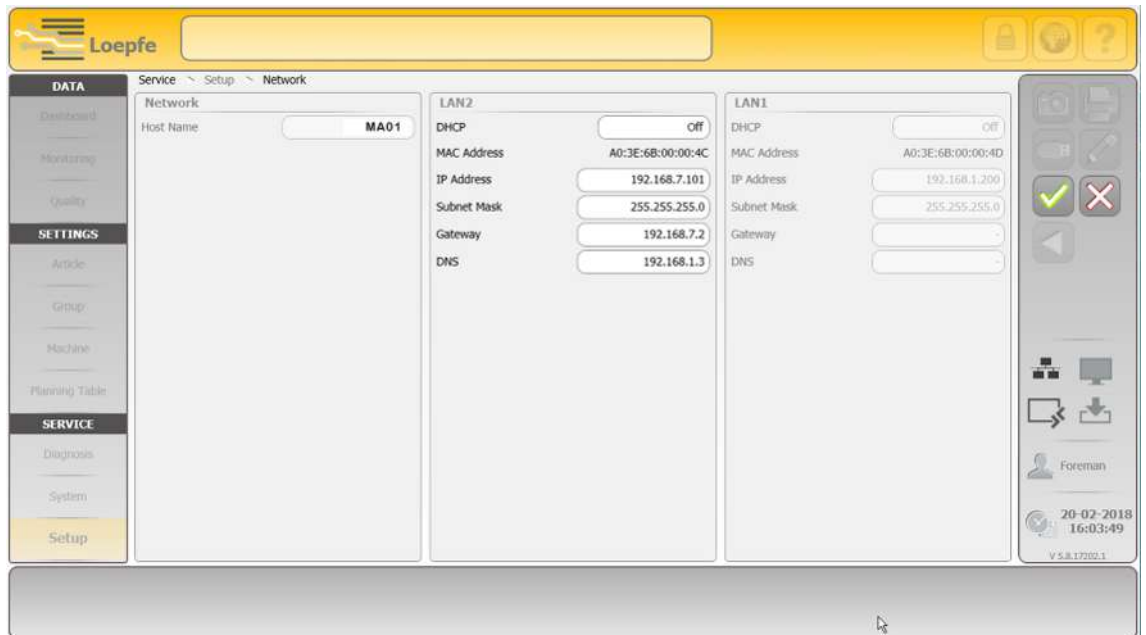 Loepfe
?
DATA
Dashboard
Monitoring
Quality
SETTINGS
Article
Group
Machine
Planning Table
SERVICE
Diagnosis
System
Setup
Service Setup Network
Network
Host Name MA01
LAN2
DHCP Off
MAC Address A0:3E:6B:00:00:4C
IP Address 192.168.7.101
Subnet Mask 255.255.255.0
Gateway 192.168.7.2
DNS 192.168.1.3
LAN1
DHCP Off
MAC Address A0:3E:6B:00:00:4D
IP Address 192.168.1.200
Subnet Mask 255.255.255.0
Gateway -
DNS -
Foreman
20-02-2018
16:03:49
V 5.8.17202.1